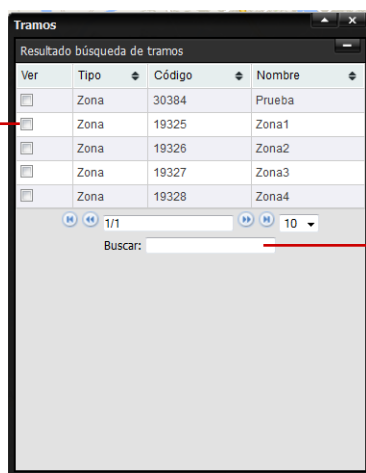 Tramos
Resultado búsqueda de tramos
Ver Tipo Código Nombre
Zona 30384 Prueba
Zona 19325 Zona1
Zona 19326 Zona2
Zona 19327 Zona3
Zona 19328 Zona4
1/1 10
Buscar: